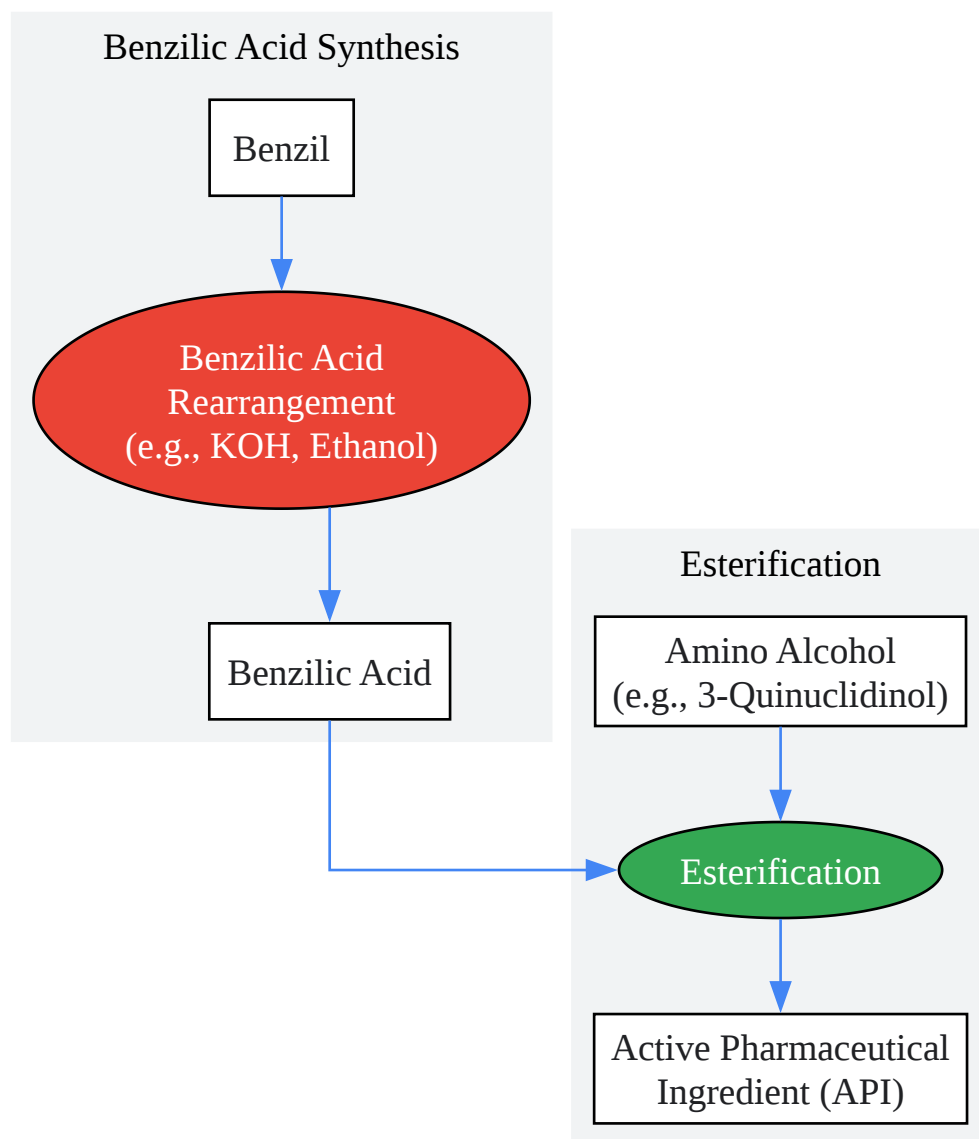 Benzilic Acid Synthesis
Benzil
Benzilic Acid
Rearrangement
(e.g., KOH, Ethanol)
Benzilic Acid
Esterification
Amino Alcohol
(e.g., 3-Quinuclidinol)
Esterification
Active Pharmaceutical
Ingredient (API)